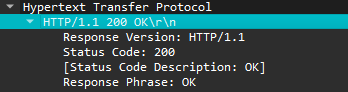 Hypertext Transfer Protocol
HTTP/1.1 200 OK\r\n
Response Version: HTTP/1.1
Status Code: 200
[Status Code Description: OK]
Response Phrase: OK